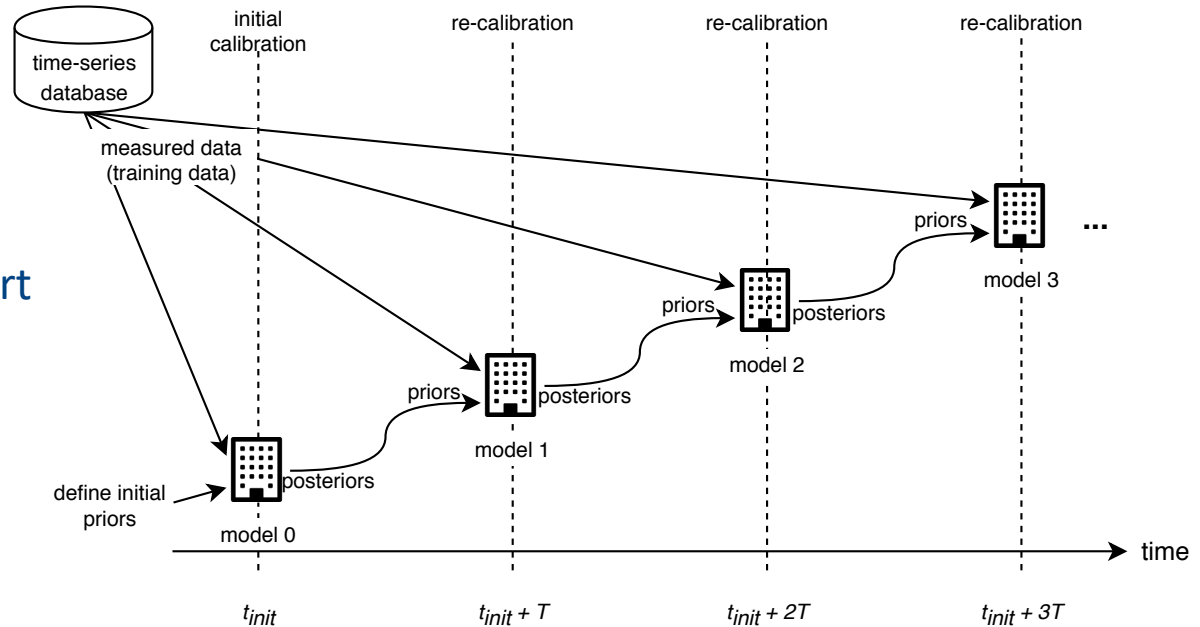 initial
calibration
re-calibration
re-calibration
re-calibration
time-series
database
measured data
(training data)
priors
model 3
...
rt
priors
posteriors
model 2
priors
posteriors
model 1
posteriors
define initial
priors
model 0
time
t_init
t_init + T
t_init + 2T
t_init + 3T